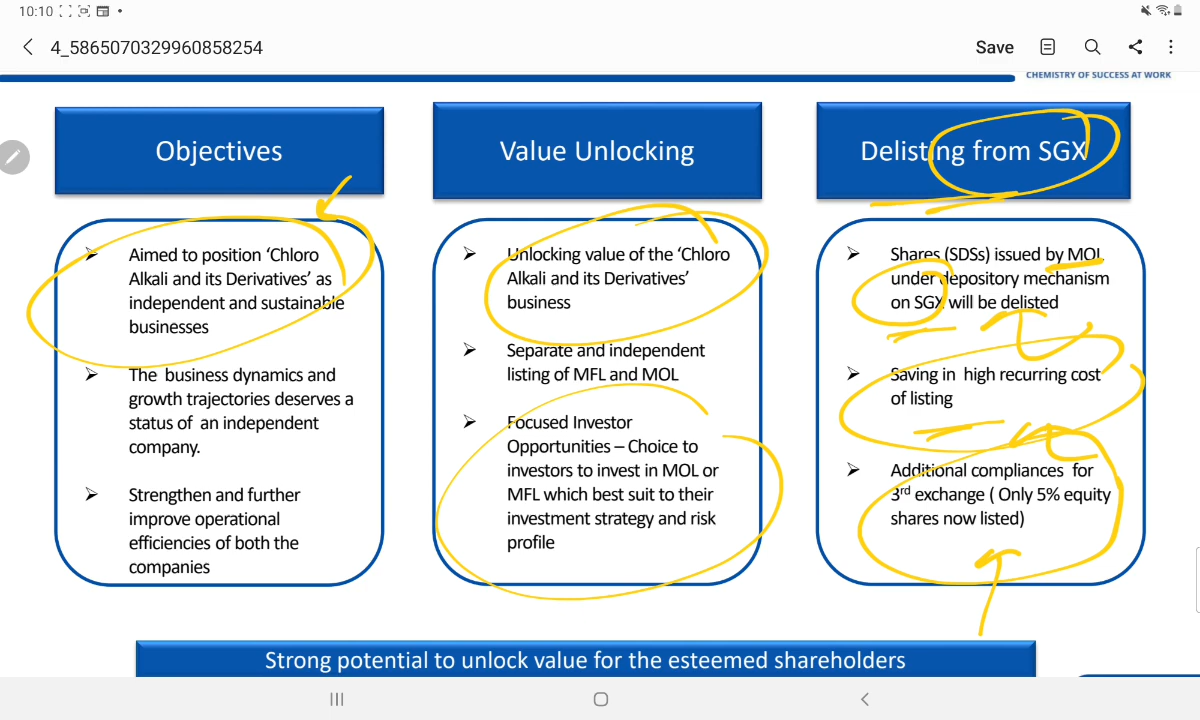 10:10
4_5865070329960858254
Save
CHEMISTRY OF SUCCESS AT WORK
Objectives
Aimed to position ‘Chloro
Alkali and its Derivatives’ as
independent and sustainable
businesses
The business dynamics and
growth trajectories deserves a
status of an independent
company.
Strengthen and further
improve operational
efficiencies of both the
companies
Value Unlocking
Unlocking value of the ‘Chloro
Alkali and its Derivatives’
business
Separate and independent
listing of MFL and MOL
Focused Investor
Opportunities – Choice to
investors to invest in MOL or
MFL which best suit to their
investment strategy and risk
profile
Delisting from SGX
Shares (SDSs) issued by MOL
under depository mechanism
on SGX will be delisted
Saving in high recurring cost
of listing
Additional compliances for
3rd exchange ( Only 5% equity
shares now listed)
Strong potential to unlock value for the esteemed shareholders